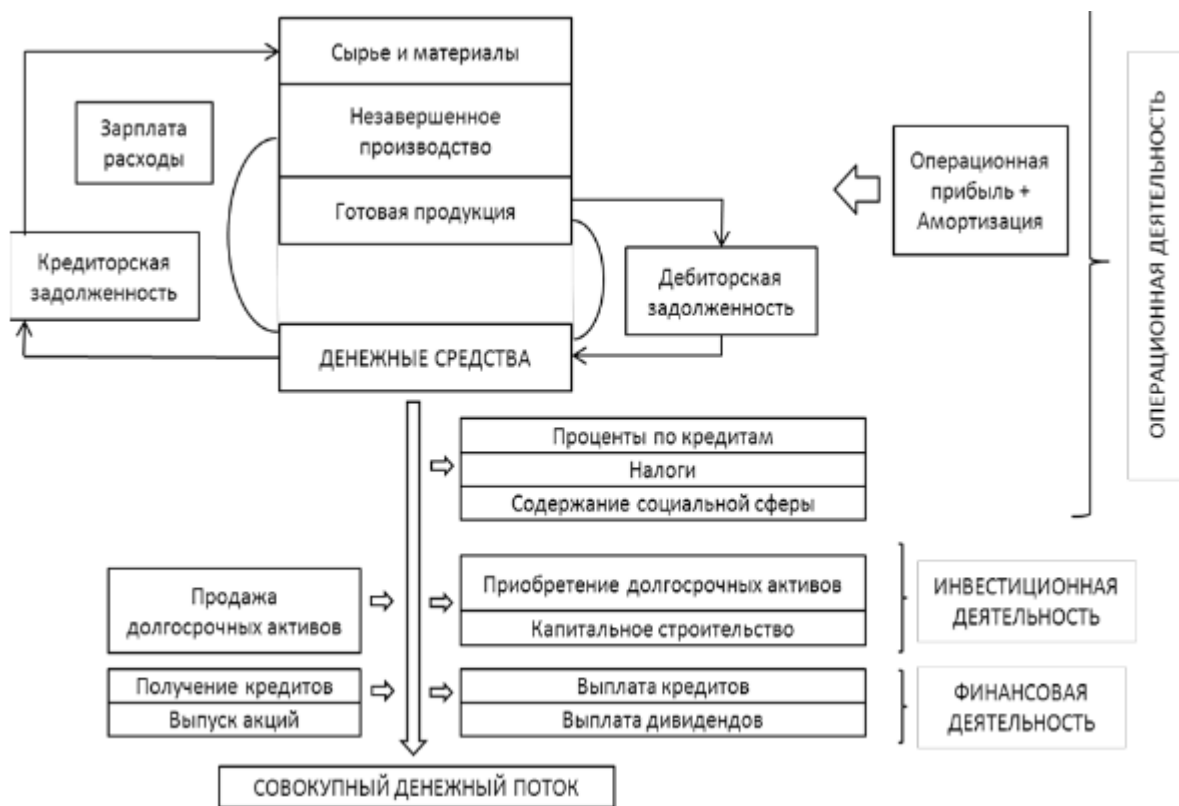 Сырье и материалы
Незавершенное
производство
Готовая продукция
Зарплата
расходы
Операционная
прибыль +
Амортизация
ОПЕРАЦИОННАЯ ДЕЯТЕЛЬНОСТЬ
Кредиторская
задолженность
Дебиторская
задолженность
ДЕНЕЖНЫЕ СРЕДСТВА
Проценты по кредитам
Налоги
Содержание социальной сферы
Продажа
долгосрочных активов
Приобретение долгосрочных активов
Капитальное строительство
ИНВЕСТИЦИОННАЯ
ДЕЯТЕЛЬНОСТЬ
Получение кредитов
Выпуск акций
Выплата кредитов
Выплата дивидендов
ФИНАНСОВАЯ
ДЕЯТЕЛЬНОСТЬ
СОВОКУПНЫЙ ДЕНЕЖНЫЙ ПОТОК